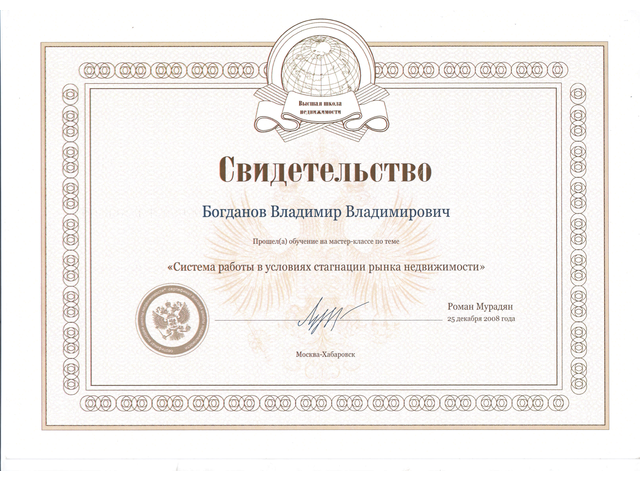 Высшая школа
недвижимости
Свидетельство
Богданов Владимир Владимирович
Прошел(а) обучение на мастер-классе по теме
«Система работы в условиях стагнации рынка недвижимости»
Роман Мурадян
25 декабря 2008 года
Москва-Хабаровск